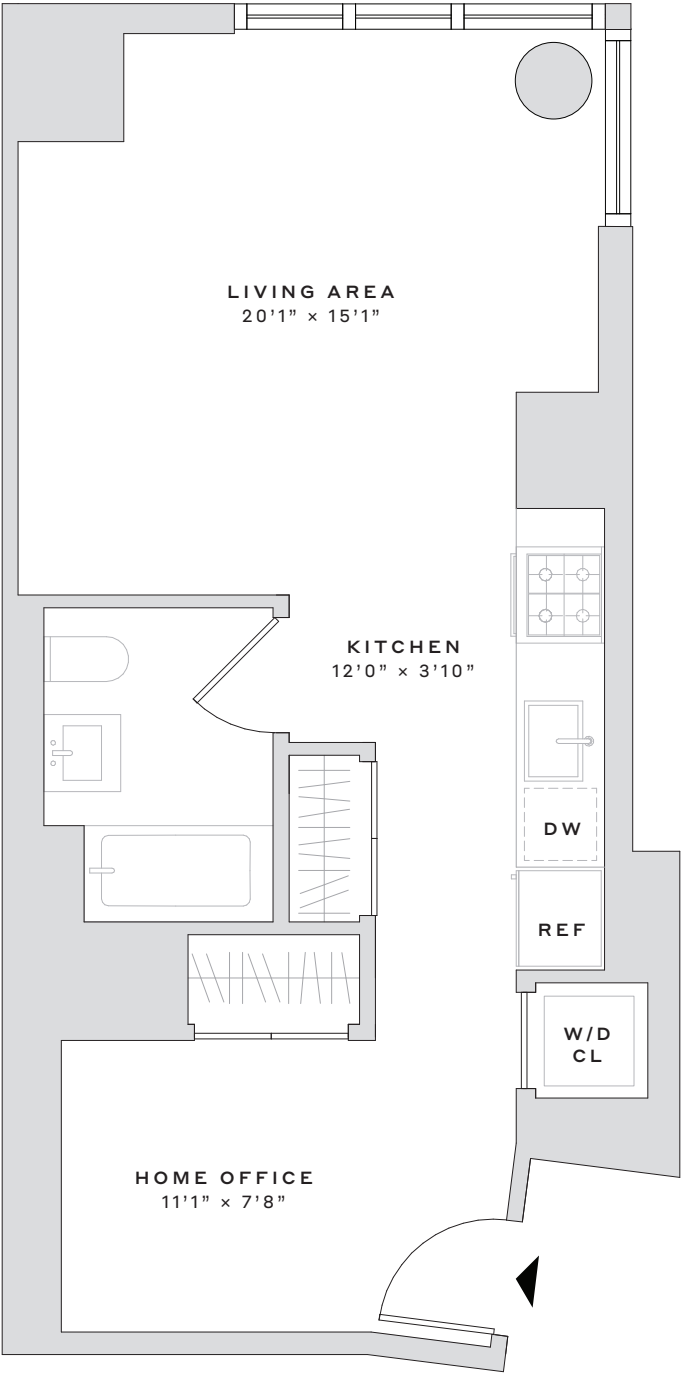 LIVING AREA
20'1” × 15'1”
KITCHEN
12'0” × 3'10”
DW
REF
W/D
CL
HOME OFFICE
11'1” × 7'8”